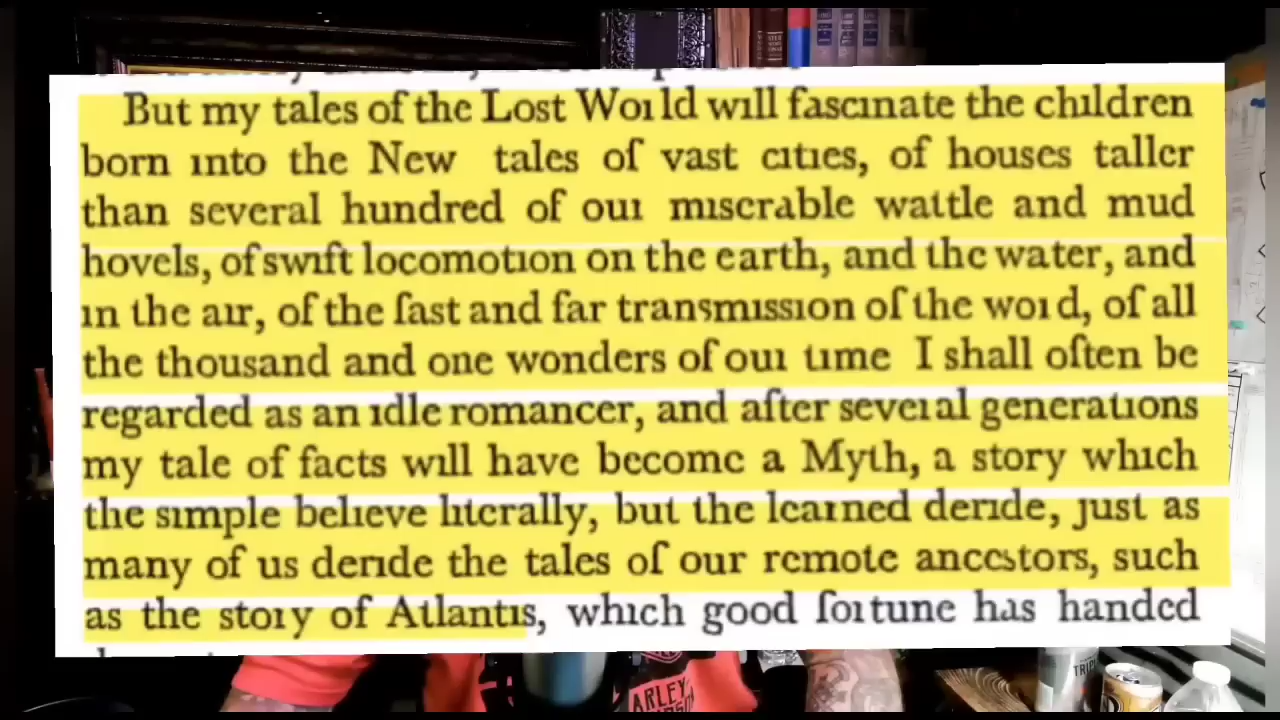 But my tales of the Lost World will fascinate the children
born into the New tales of vast cities, of houses taller
than several hundred of our miserable wattle and mud
hovels, of swift locomotion on the earth, and the water, and
in the air, of the fast and far transmission of the word, of all
the thousand and one wonders of our time I shall often be
regarded as an idle romancer, and after several generations
my tale of facts will have become a Myth, a story which
the simple believe literally, but the learned deride, just as
many of us deride the tales of our remote ancestors, such
as the story of Atlantis, which good fortune has handed
ARLEY